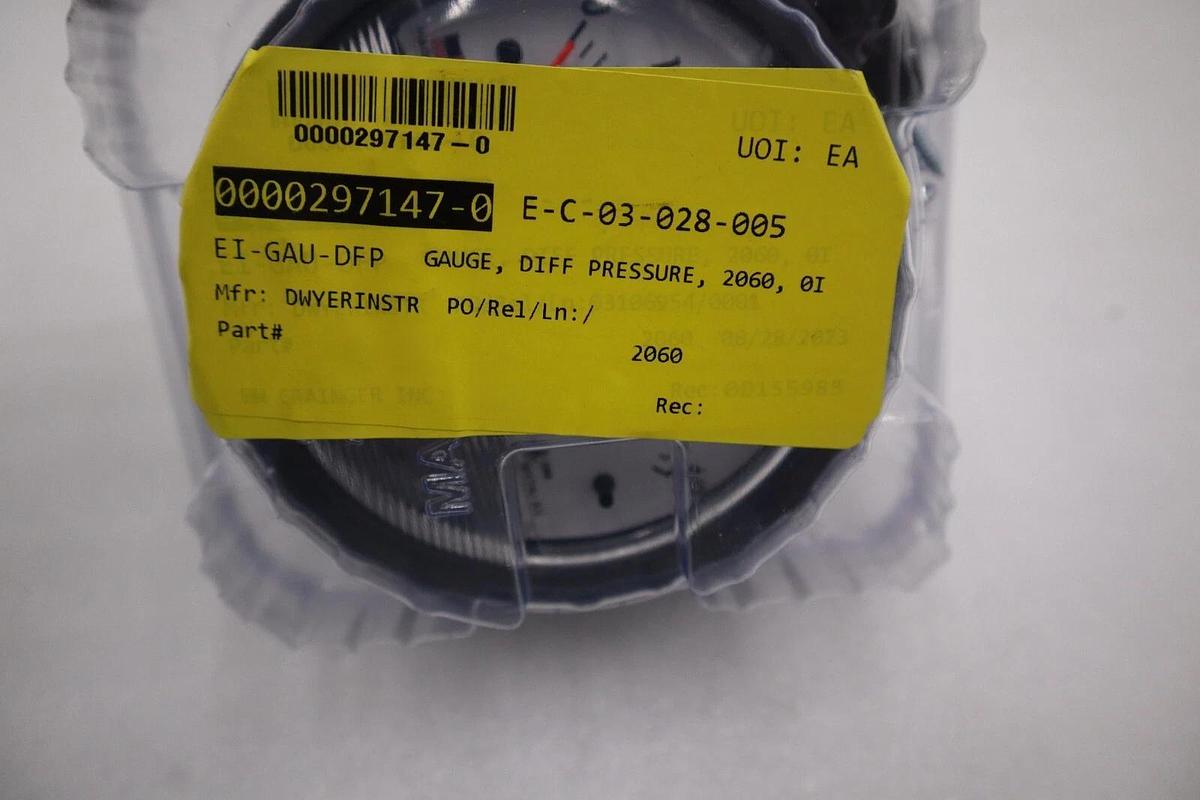 0000297147-0
UOI: EA
0000297147-0 E-C-03-028-005
EI-GAU-DFP GAUGE, DIFF PRESSURE, 2060, 0I
Mfr: DWYERINSTR PO/Rel/Ln:/
Part#
2060
Rec:
MA